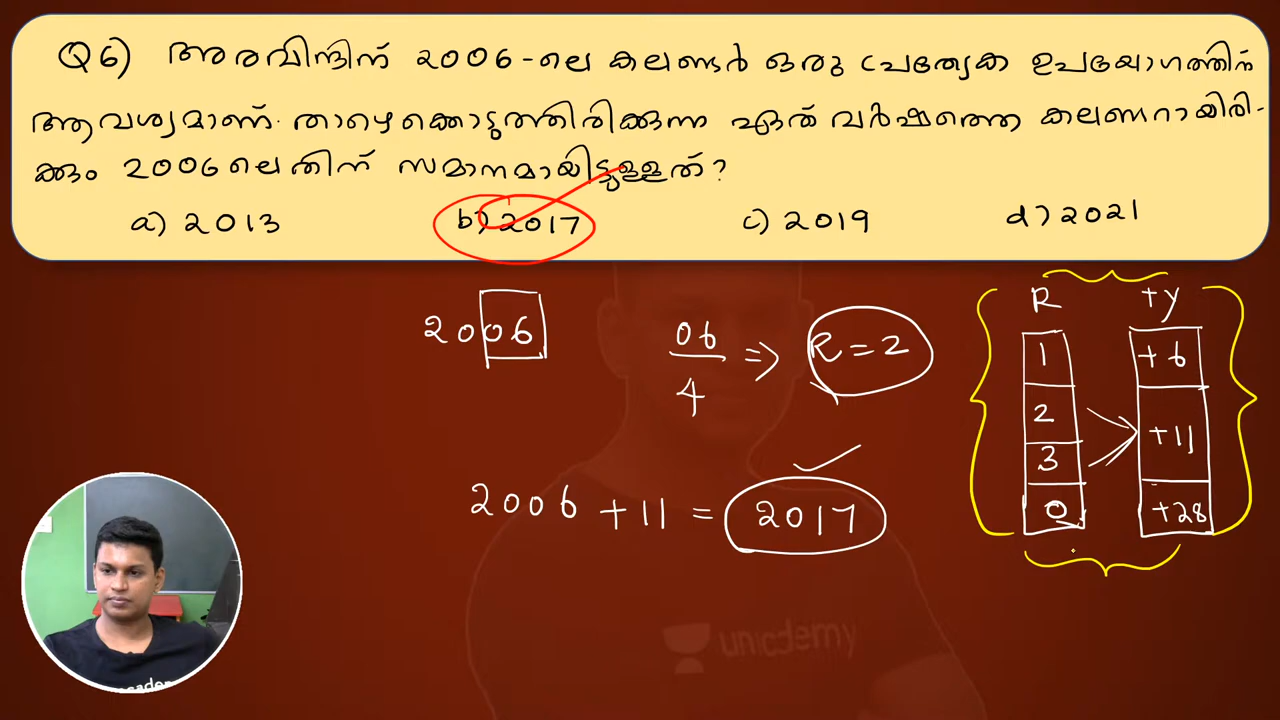 Q6) അരവിന്ദിന് 2006-ലെ കലണ്ടർ ഒരു പ്രത്യേക ഉപയോഗത്തിന്
ആവശ്യമാണ്. താഴെക്കൊടുത്തിരിക്കുന്ന ഏത് വർഷത്തെ കലണ്ടറായിരി-
ക്കും 2006 ലെതിന് സമാനമായിട്ടുള്ളത്?
a) 2013 b) 2017 c) 2019 d) 2021
2006
06/4 => R = 2
2006 + 11 = 2017
R +y
1 +6
2
3 +11
0 +28
unacademy